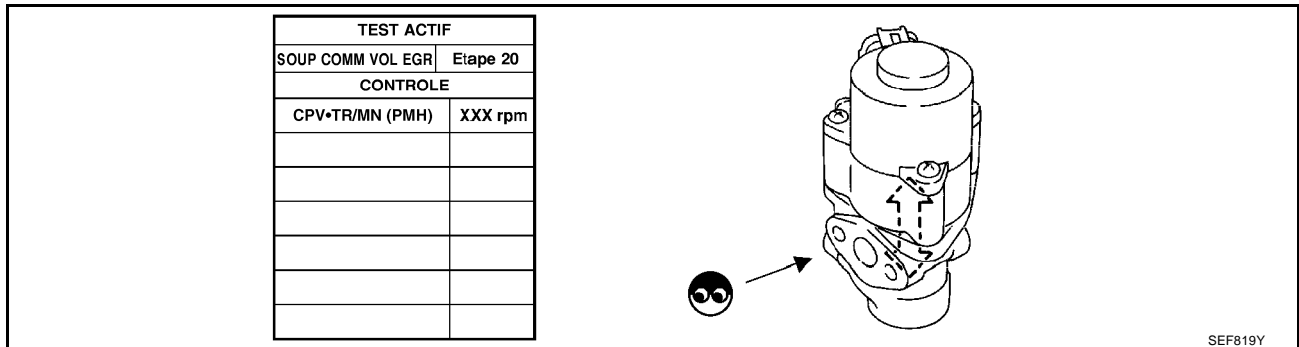 TEST ACTIF
SOUP COMM VOL EGR Etape 20
CONTROLE
CPV•TR/MN (PMH) XXX rpm
SEF819Y